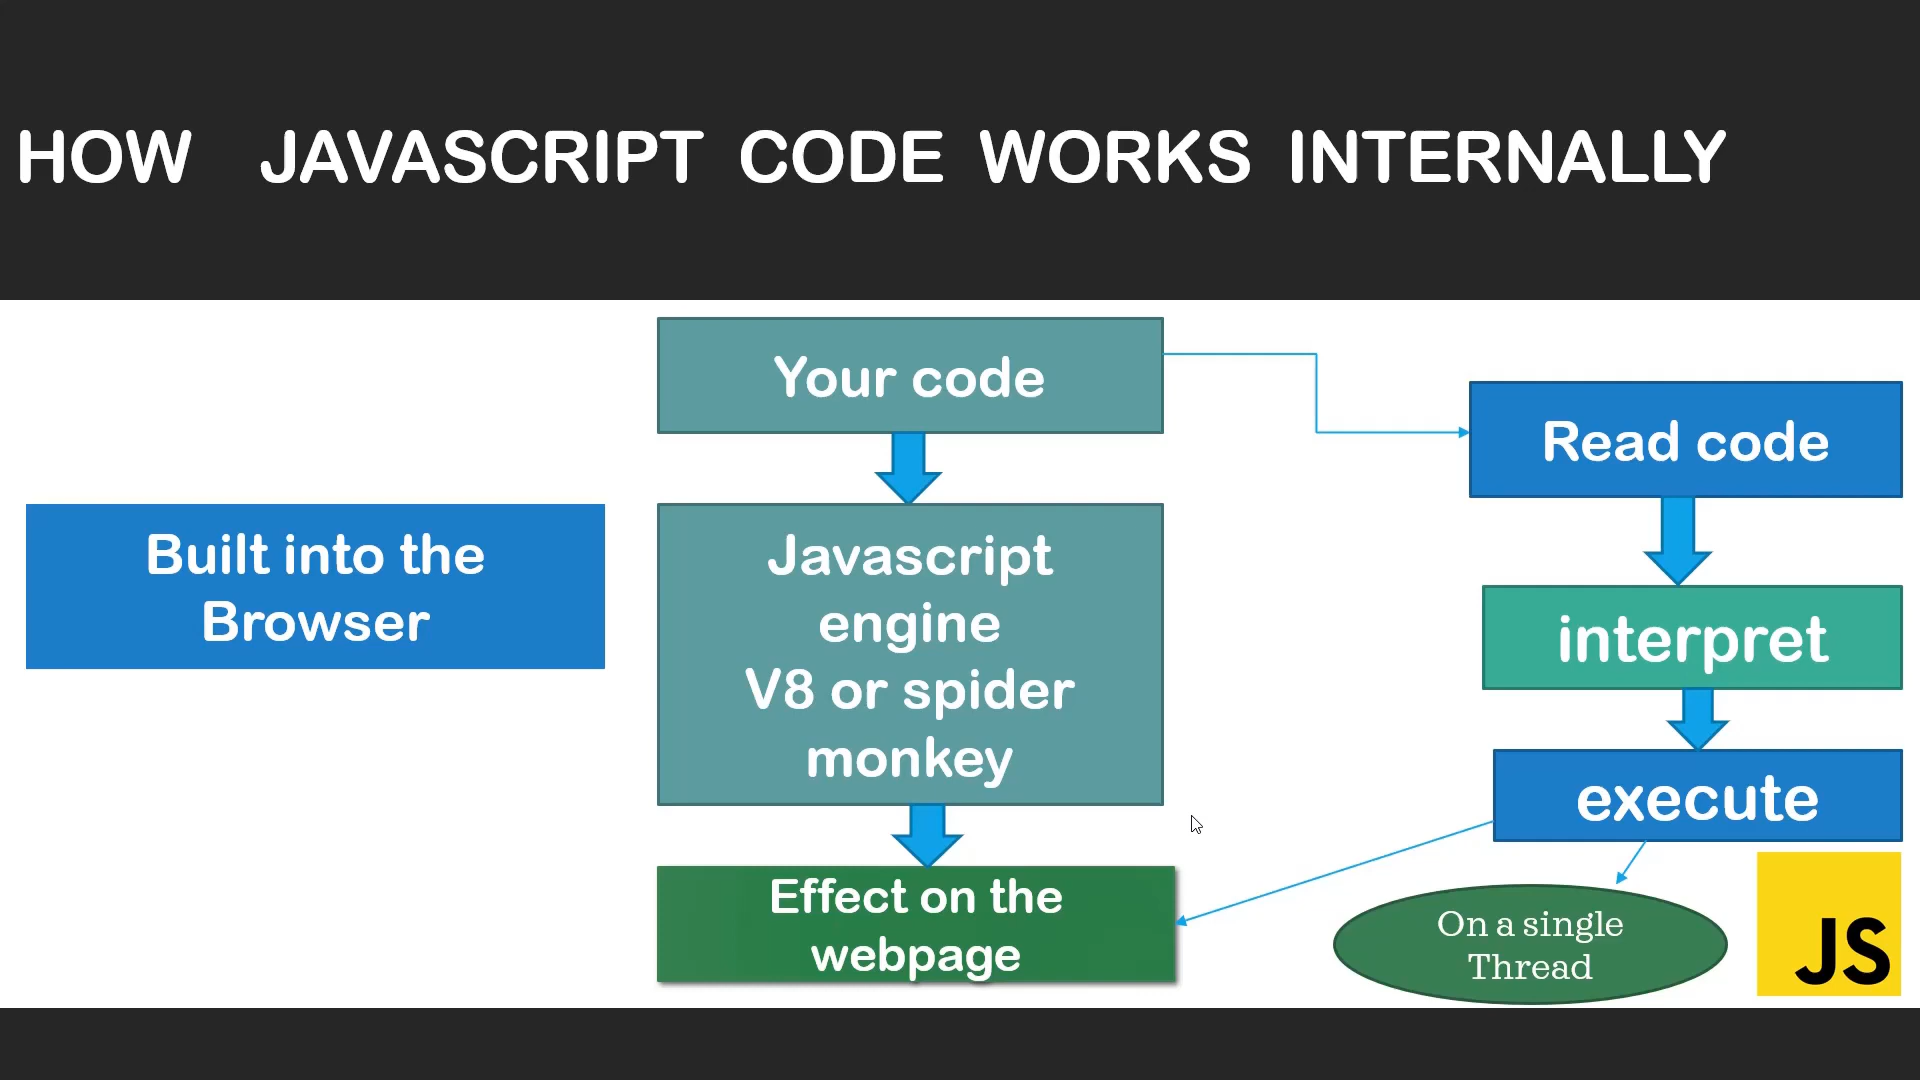 HOW JAVASCRIPT CODE WORKS INTERNALLY
Your code
Read code
Built into the
Browser
Javascript
engine
V8 or spider
monkey
interpret
execute
Effect on the
webpage
On a single
Thread
JS